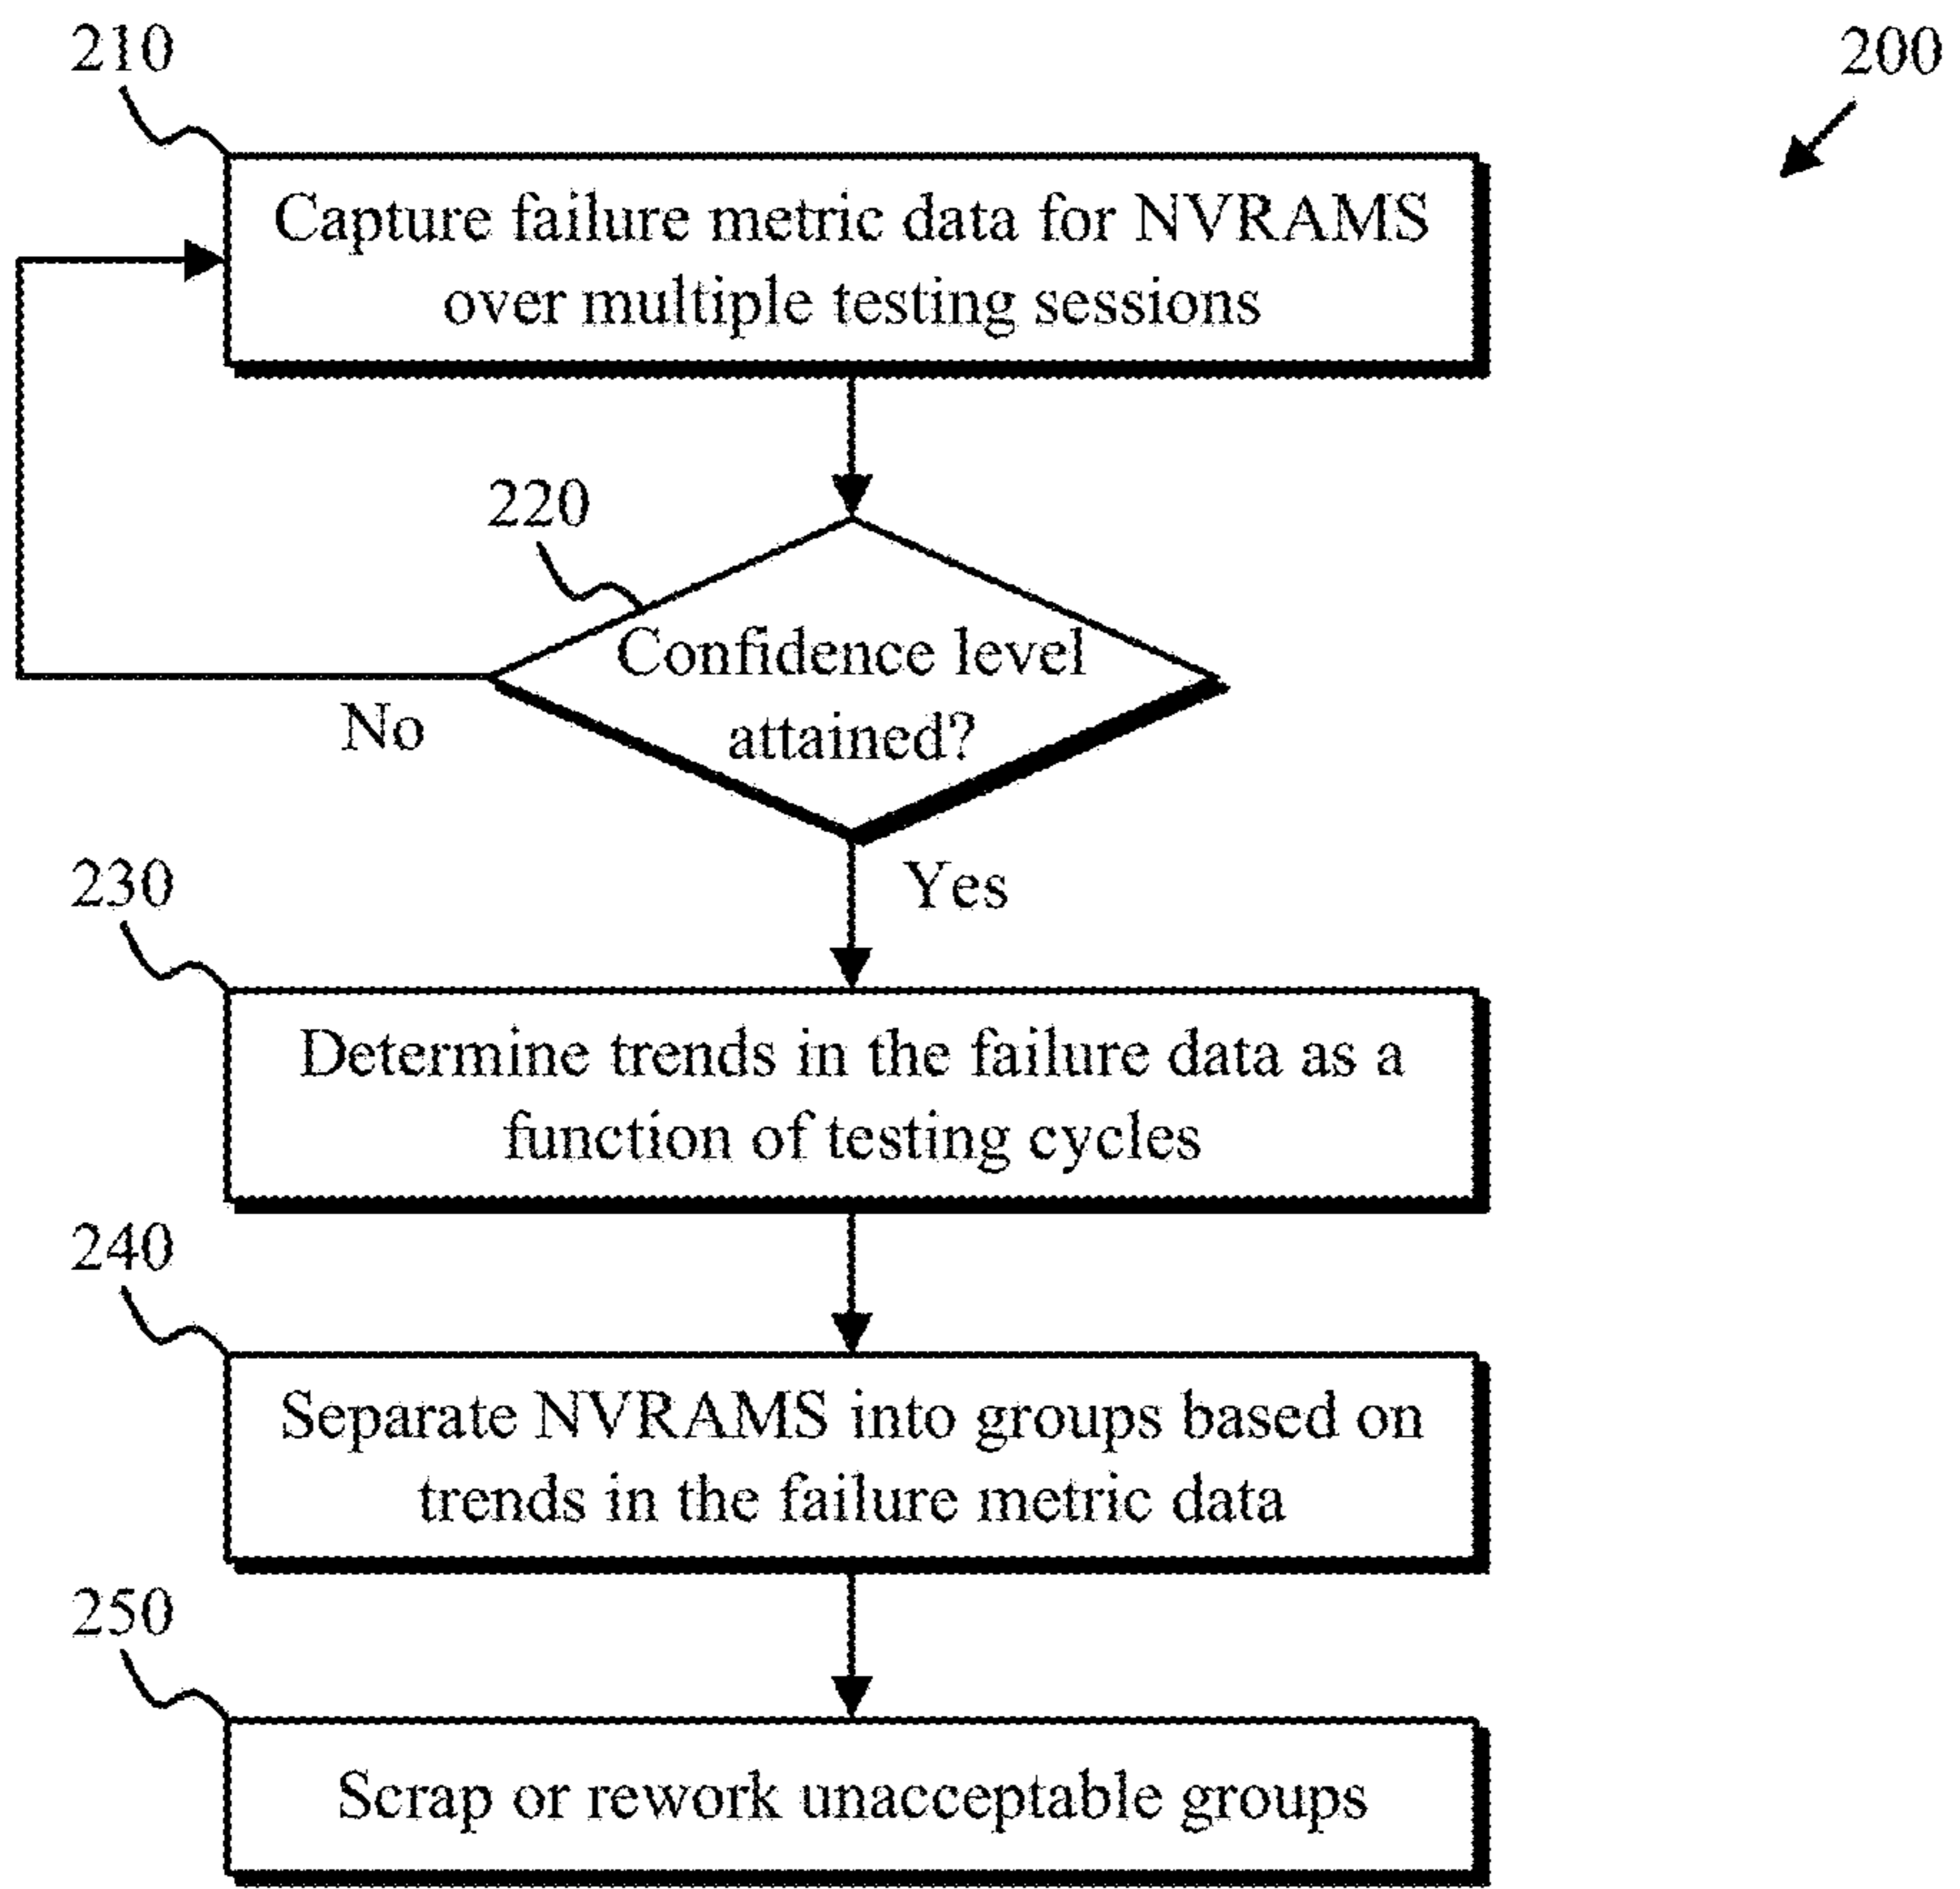 210
200
Capture failure metric data for NVRAMS
over multiple testing sessions
220
Confidence level
attained?
No
Yes
230
Determine trends in the failure data as a
function of testing cycles
240
Separate NVRAMS into groups based on
trends in the failure metric data
250
Scrap or rework unacceptable groups